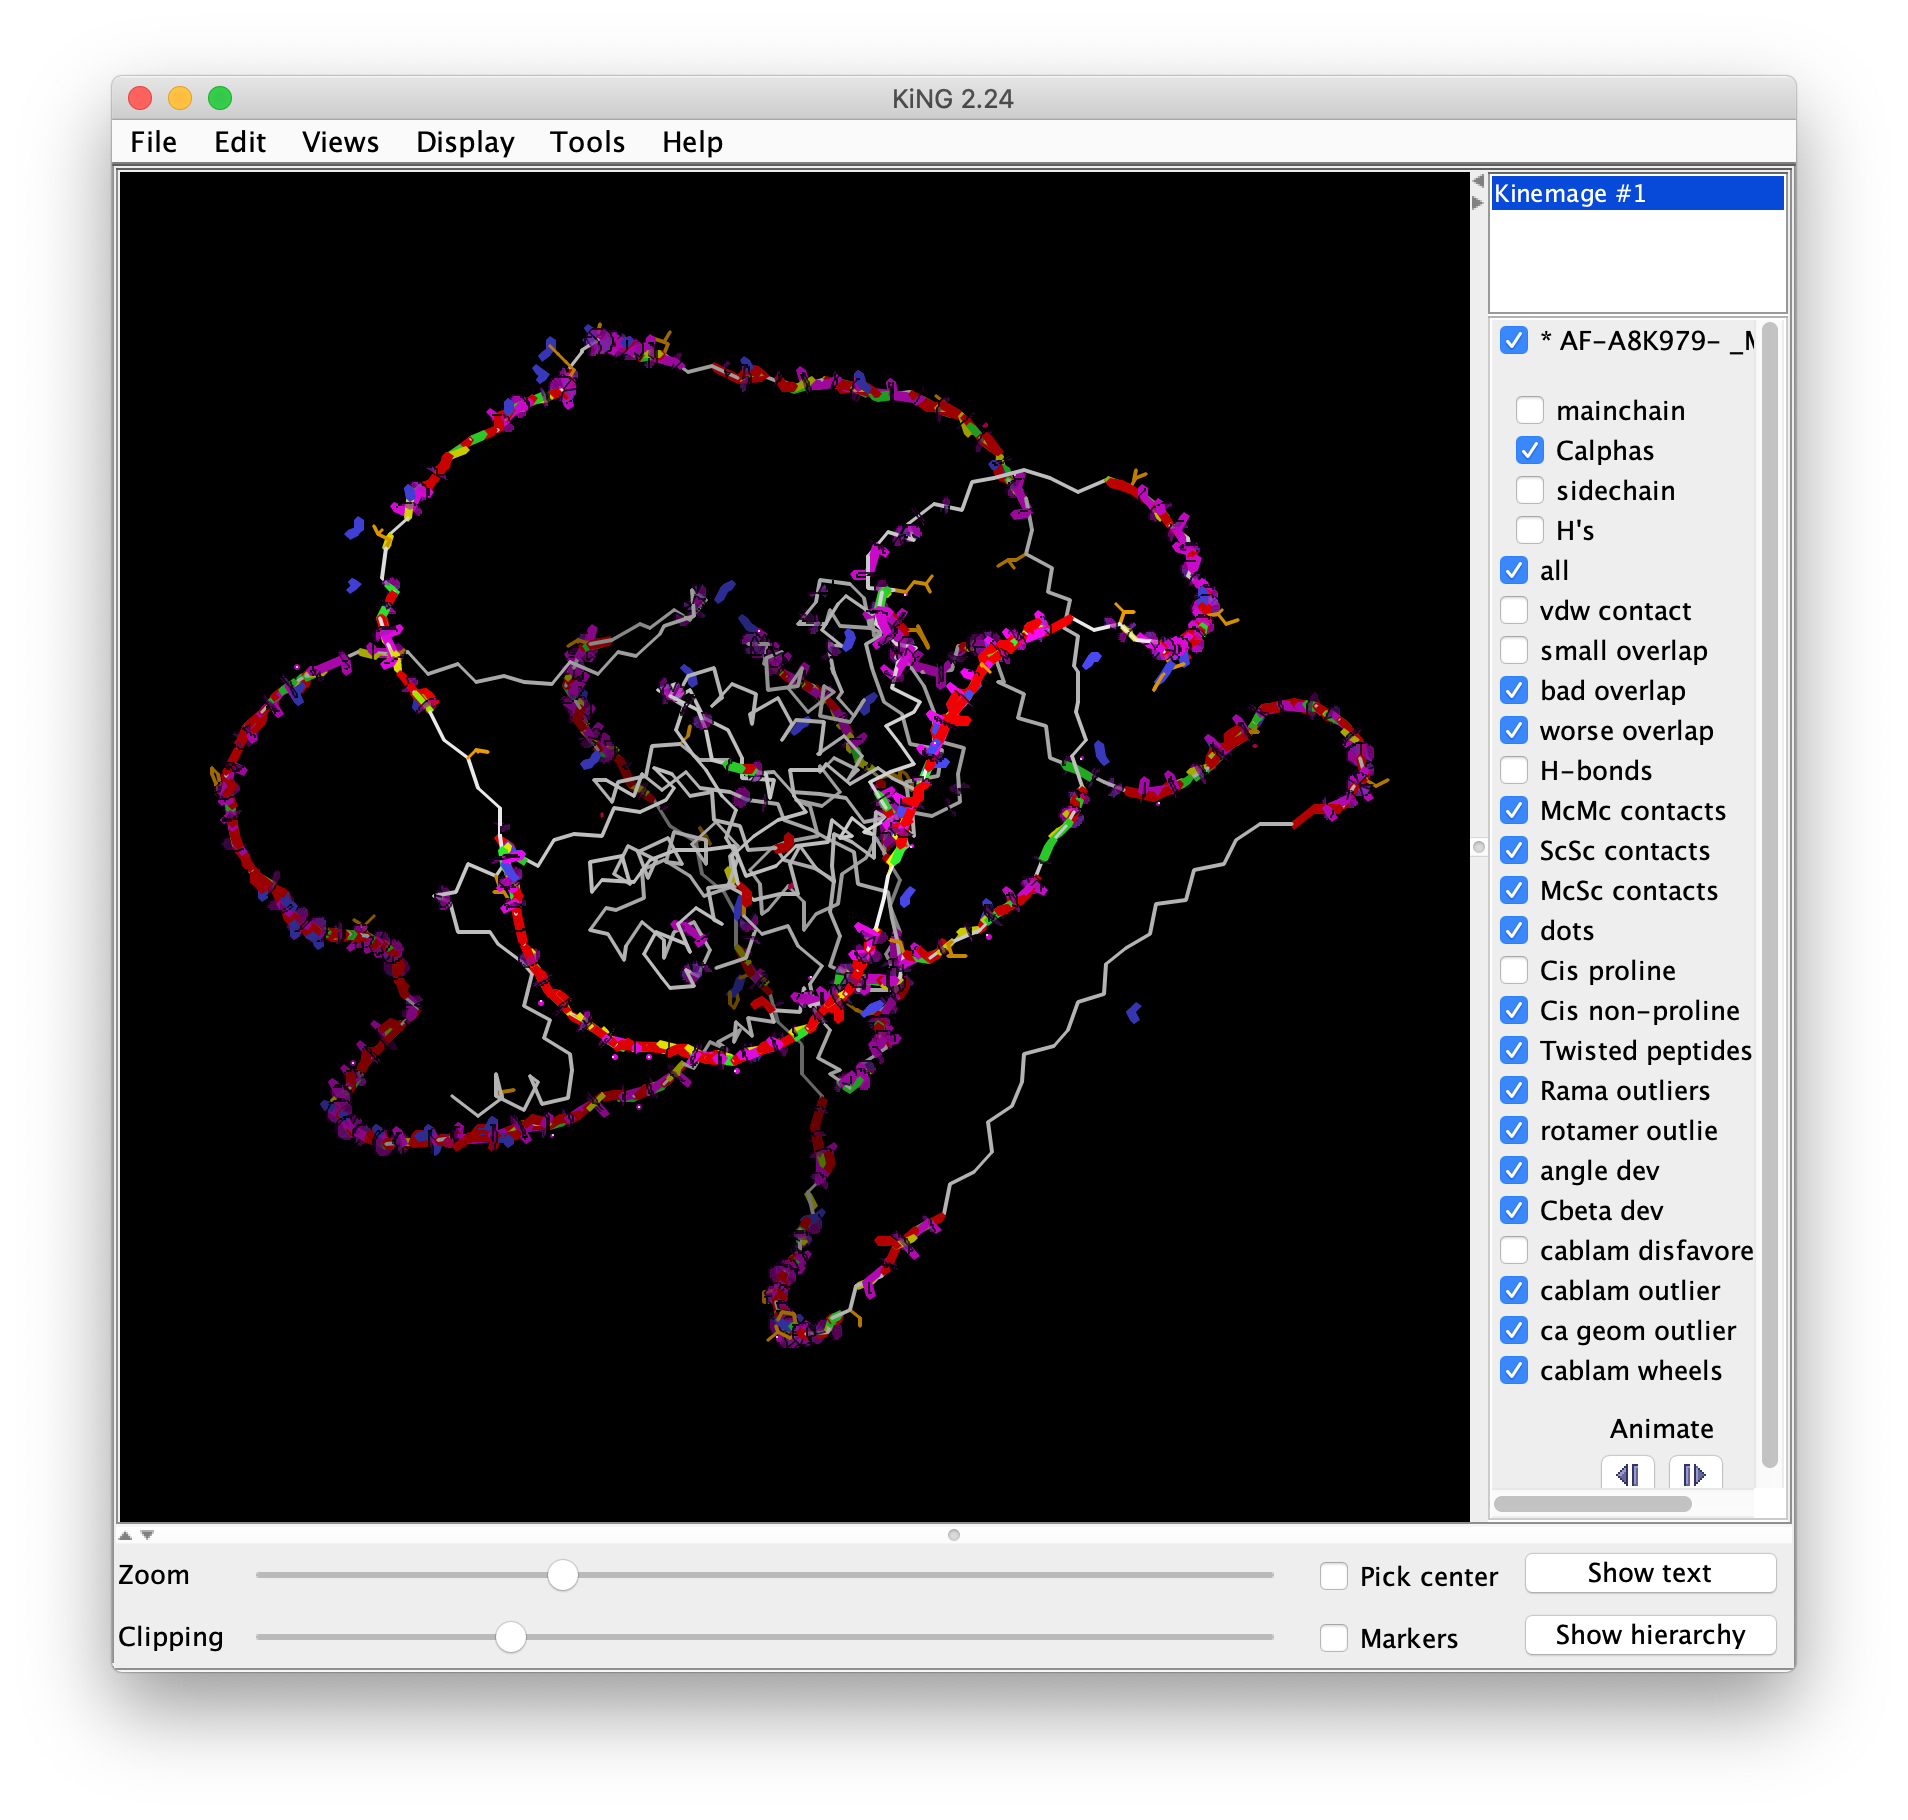 KiNG 2.24
File Edit Views Display Tools Help
Kinemage #1
* AF-A8K979- _M
mainchain
Calphas
sidechain
H's
all
vdw contact
small overlap
bad overlap
worse overlap
H-bonds
McMc contacts
ScSc contacts
McSc contacts
dots
Cis proline
Cis non-proline
Twisted peptides
Rama outliers
rotamer outlie
angle dev
Cbeta dev
cablam disfavore
cablam outlier
ca geom outlier
cablam wheels
Animate
Zoom
Pick center
Show text
Clipping
Markers
Show hierarchy